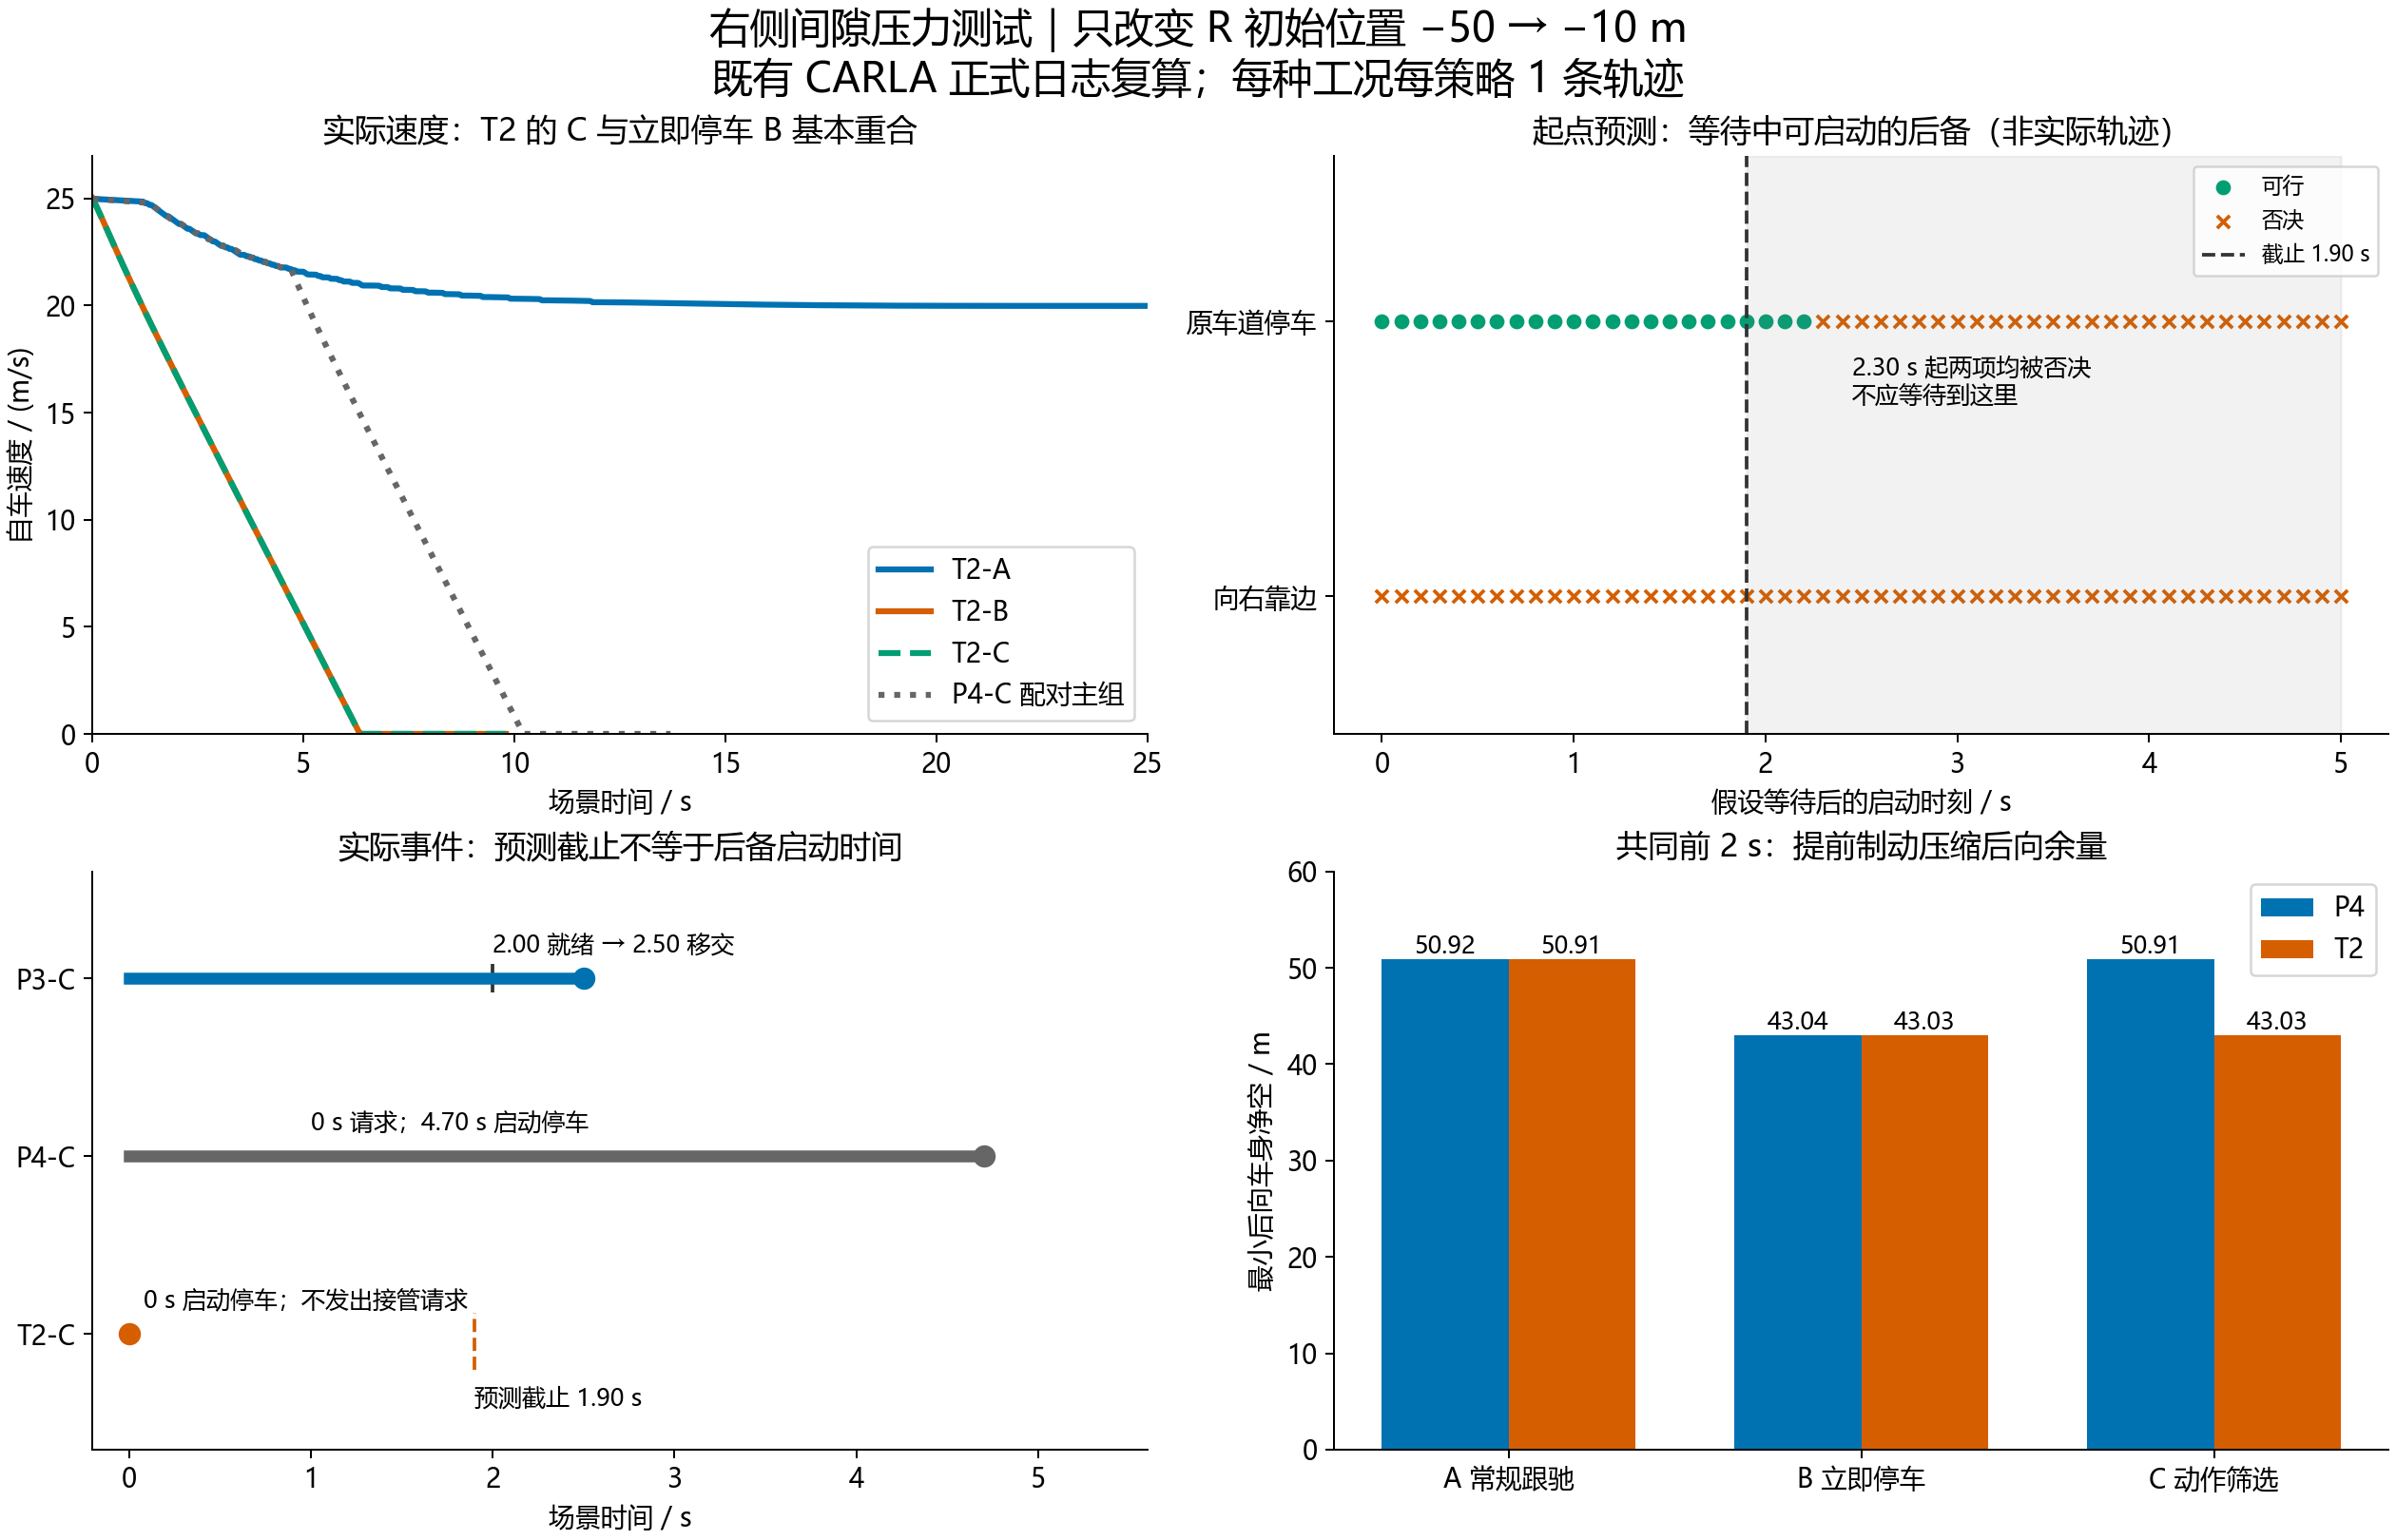 右侧间隙压力测试 | 只改变 R 初始位置 −50 → −10 m
既有 CARLA 正式日志复算；每种工况每策略 1 条轨迹
实际速度：T2 的 C 与立即停车 B 基本重合
自车速度 / (m/s)
25
20
15
10
5
0
0
5
10
15
20
25
场景时间 / s
T2-A
T2-B
T2-C
P4-C 配对主组
起点预测：等待中可启动的后备（非实际轨迹）
可行
否决
截止 1.90 s
原车道停车
2.30 s 起两项均被否决
不应等待到这里
向右靠边
0
1
2
3
4
5
假设等待后的启动时刻 / s
实际事件：预测截止不等于后备启动时间
P3-C
2.00 就绪 → 2.50 移交
P4-C
0 s 请求；4.70 s 启动停车
T2-C
0 s 启动停车；不发出接管请求
预测截止 1.90 s
0
1
2
3
4
5
场景时间 / s
共同前 2 s：提前制动压缩后向余量
最小后向车身净空 / m
60
50
40
30
20
10
0
P4
T2
50.92
50.91
43.04
43.03
50.91
43.03
A 常规跟驰
B 立即停车
C 动作筛选